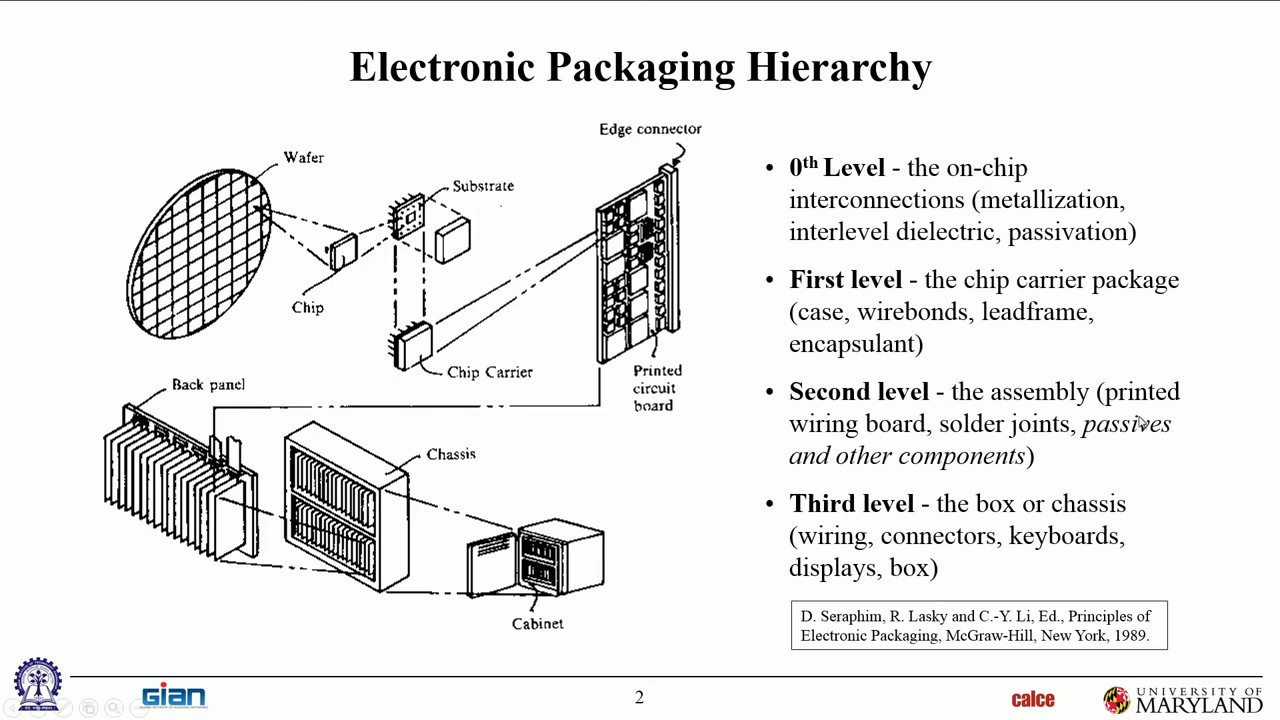 Electronic Packaging Hierarchy
Edge connector
Wafer
Substrate
Chip
Chip Carrier
Printed
circuit
board
Back panel
Chassis
Cabinet
• 0th Level - the on-chip
interconnections (metallization,
interlevel dielectric, passivation)
• First level - the chip carrier package
(case, wirebonds, leadframe,
encapsulant)
• Second level - the assembly (printed
wiring board, solder joints, passives
and other components)
• Third level - the box or chassis
(wiring, connectors, keyboards,
displays, box)
D. Seraphim, R. Lasky and C.-Y. Li, Ed., Principles of
Electronic Packaging, McGraw-Hill, New York, 1989.
gian
2
calce
UNIVERSITY OF
MARYLAND